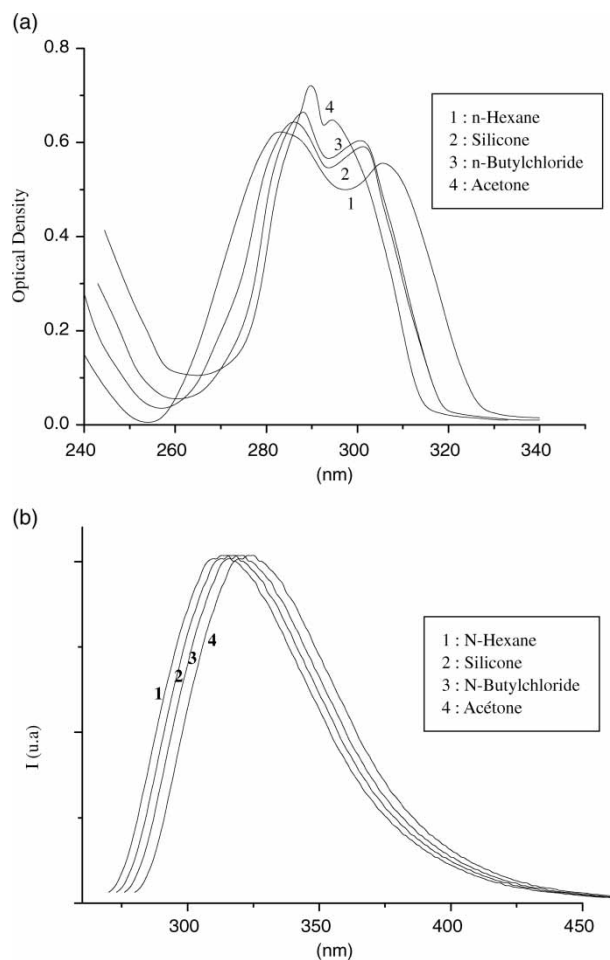 (a)
0.8
0.6
0.4
0.2
0.0
Optical Density
240
260
280
300
320
340
(nm)
4
3
2
1
1 : n-Hexane
2 : Silicone
3 : n-Butylchloride
4 : Acetone
(b)
I (u.a)
1
2
3
4
300
350
400
450
(nm)
1 : N-Hexane
2 : Silicone
3 : N-Butylchloride
4 : Acétone